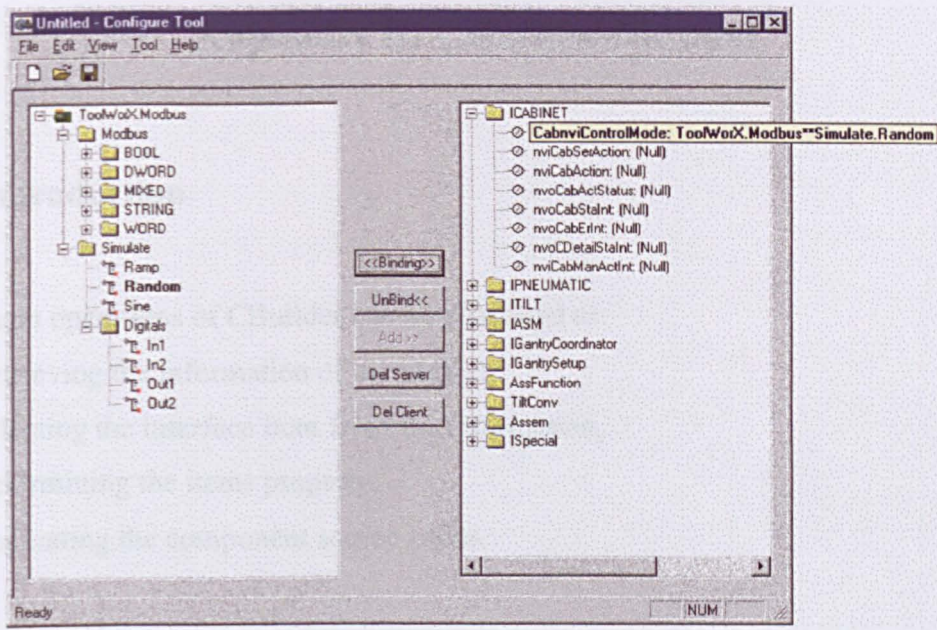 Untitled - Configure Tool
File Edit View Tool Help
ToolWorX.Modbus
Modbus
BOOL
DWORD
MIXED
STRING
WORD
Simulate
Ramp
Random
Sine
Digitals
In1
In2
Out1
Out2
<<Binding>>
UnBind<<
Add>>
Del Server
Del Client
ICABINET
CabnviControlMode: ToolWorX.Modbus**Simulate.Random
nviCabSerAction: (Null)
nviCabAction: (Null)
nvoCabActStatus: (Null)
nvoCabStaInt: (Null)
nvoCabErInt: (Null)
nvoCDetailStaInt: (Null)
nviCabManActInt: (Null)
IPNEUMATIC
ITILT
IASM
IGantryCoordinator
IGantrySetup
AssFunction
TiltConv
Assem
ISpecial
Ready
NUM